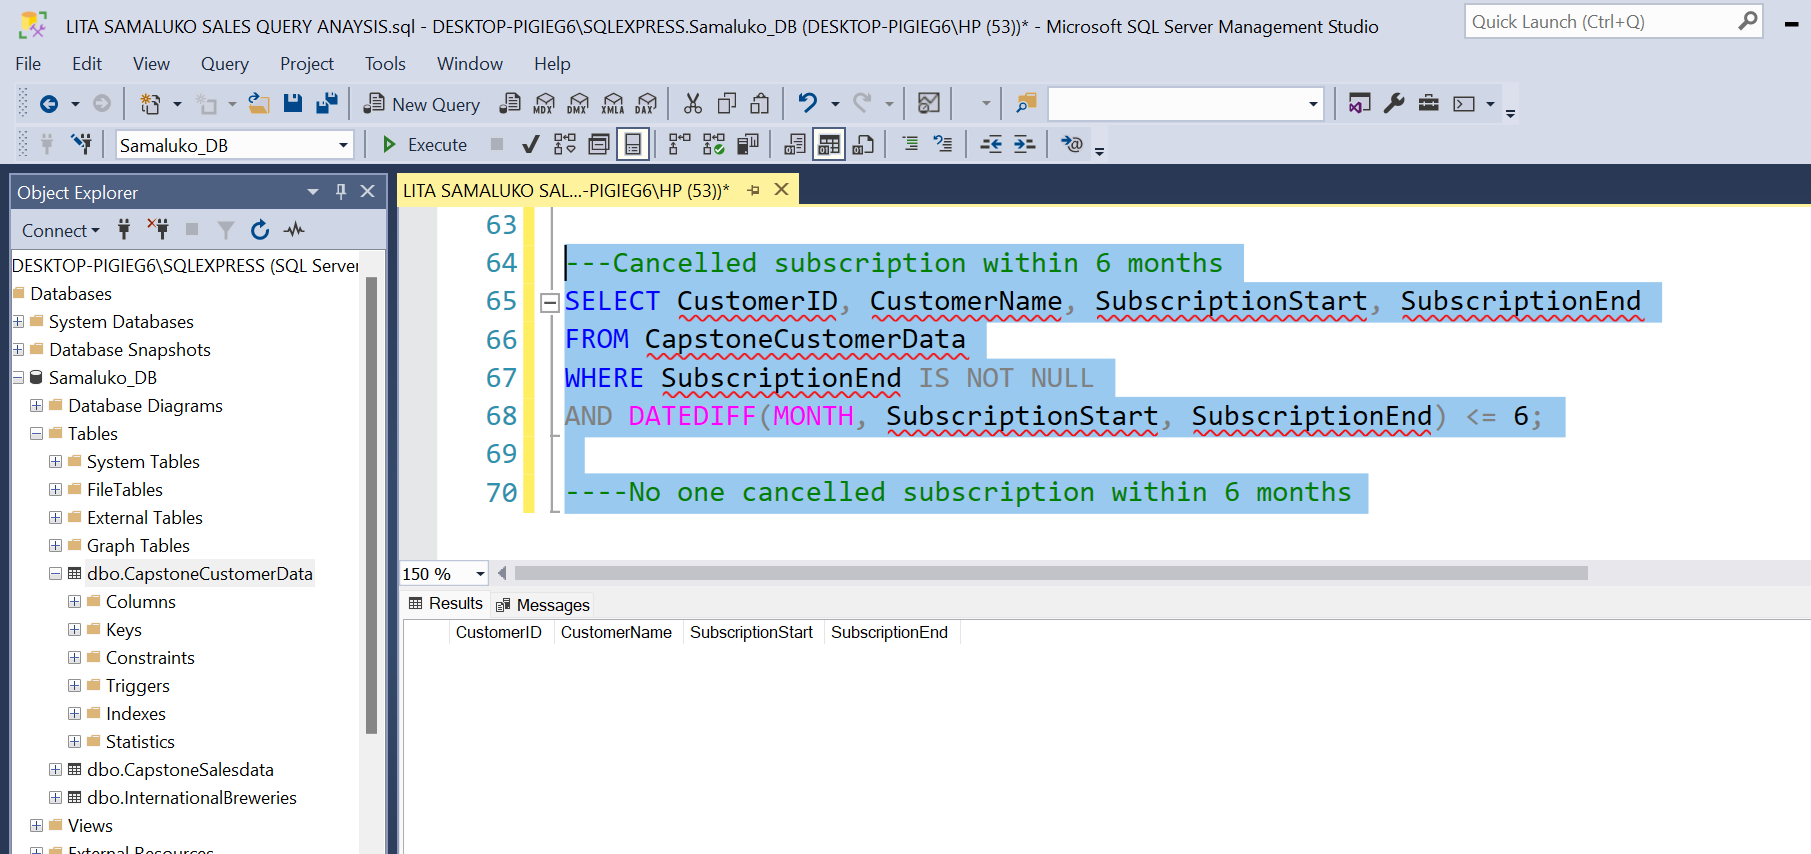 LITA SAMALUKO SALES QUERY ANAYSIS.sql - DESKTOP-PIGIEG6\SQLEXPRESS.Samaluko_DB (DESKTOP-PIGIEG6\HP (53))* - Microsoft SQL Server Management Studio
Quick Launch (Ctrl+Q)
File Edit View Query Project Tools Window Help
New Query MDX DMX XMLA DAX
Samaluko_DB Execute
Object Explorer
Connect
DESKTOP-PIGIEG6\SQLEXPRESS (SQL Server
Databases
System Databases
Database Snapshots
Samaluko_DB
Database Diagrams
Tables
System Tables
FileTables
External Tables
Graph Tables
dbo.CapstoneCustomerData
Columns
Keys
Constraints
Triggers
Indexes
Statistics
dbo.CapstoneSalesdata
dbo.InternationalBreweries
Views
External Resources
LITA SAMALUKO SAL...-PIGIEG6\HP (53))*
63
64 ---Cancelled subscription within 6 months
65 SELECT CustomerID, CustomerName, SubscriptionStart, SubscriptionEnd
66 FROM CapstoneCustomerData
67 WHERE SubscriptionEnd IS NOT NULL
68 AND DATEDIFF(MONTH, SubscriptionStart, SubscriptionEnd) <= 6;
69
70 ----No one cancelled subscription within 6 months
150 %
Results Messages
CustomerID CustomerName SubscriptionStart SubscriptionEnd